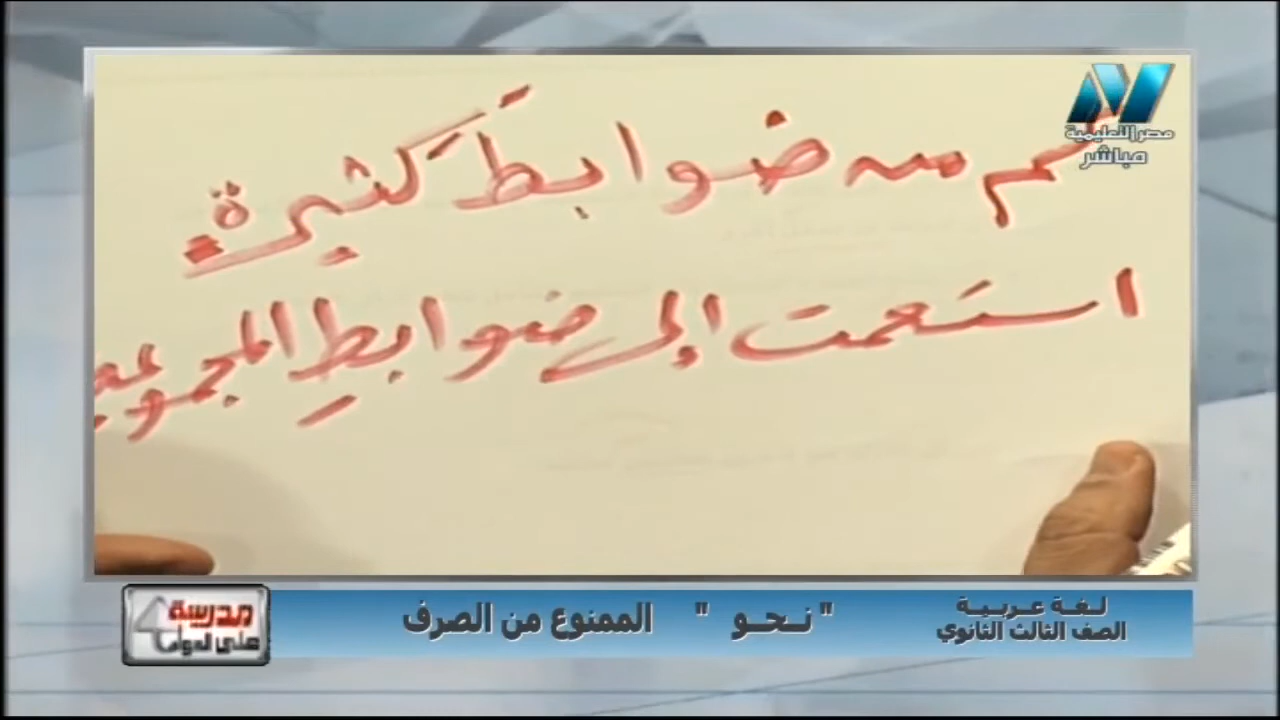 مصر التعليمية
مباشر
كم من ضوابطَ كثيرةٍ
استعمت إلى ضوابطِ المجموعة
لغة عربية
الصف الثالث الثانوي
"نحو" الممنوع من الصرف
مدرسة
على الهواء